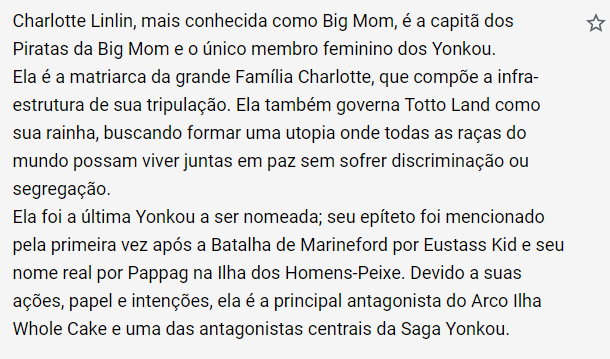 Charlotte Linlin, mais conhecida como Big Mom, é a capitã dos
Piratas da Big Mom e o único membro feminino dos Yonkou.
Ela é a matriarca da grande Família Charlotte, que compõe a infra-
estrutura de sua tripulação. Ela também governa Totto Land como
sua rainha, buscando formar uma utopia onde todas as raças do
mundo possam viver juntas em paz sem sofrer discriminação ou
segregação.
Ela foi a última Yonkou a ser nomeada; seu epíteto foi mencionado
pela primeira vez após a Batalha de Marineford por Eustass Kid e seu
nome real por Pappag na Ilha dos Homens-Peixe. Devido a suas
ações, papel e intenções, ela é a principal antagonista do Arco Ilha
Whole Cake e uma das antagonistas centrais da Saga Yonkou.